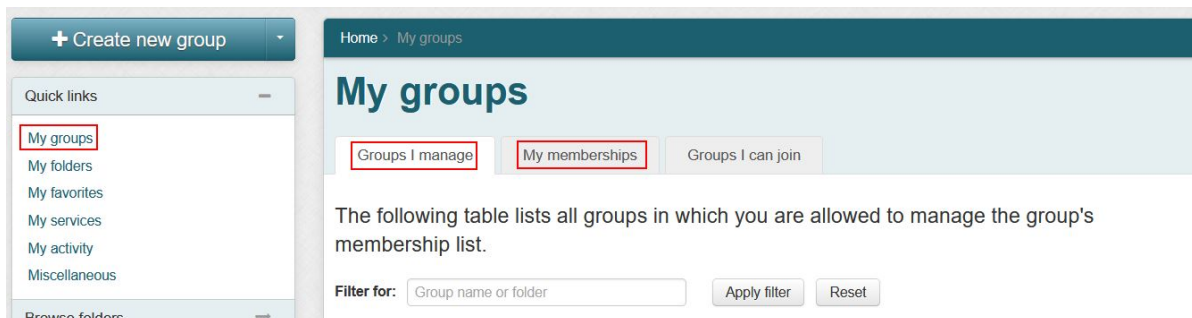 + Create new group
Home > My groups
My groups
Quick links
My groups
My folders
My favorites
My services
My activity
Miscellaneous
Browse folders
Groups I manage
My memberships
Groups I can join
The following table lists all groups in which you are allowed to manage the group's
membership list.
Filter for:
Group name or folder
Apply filter
Reset